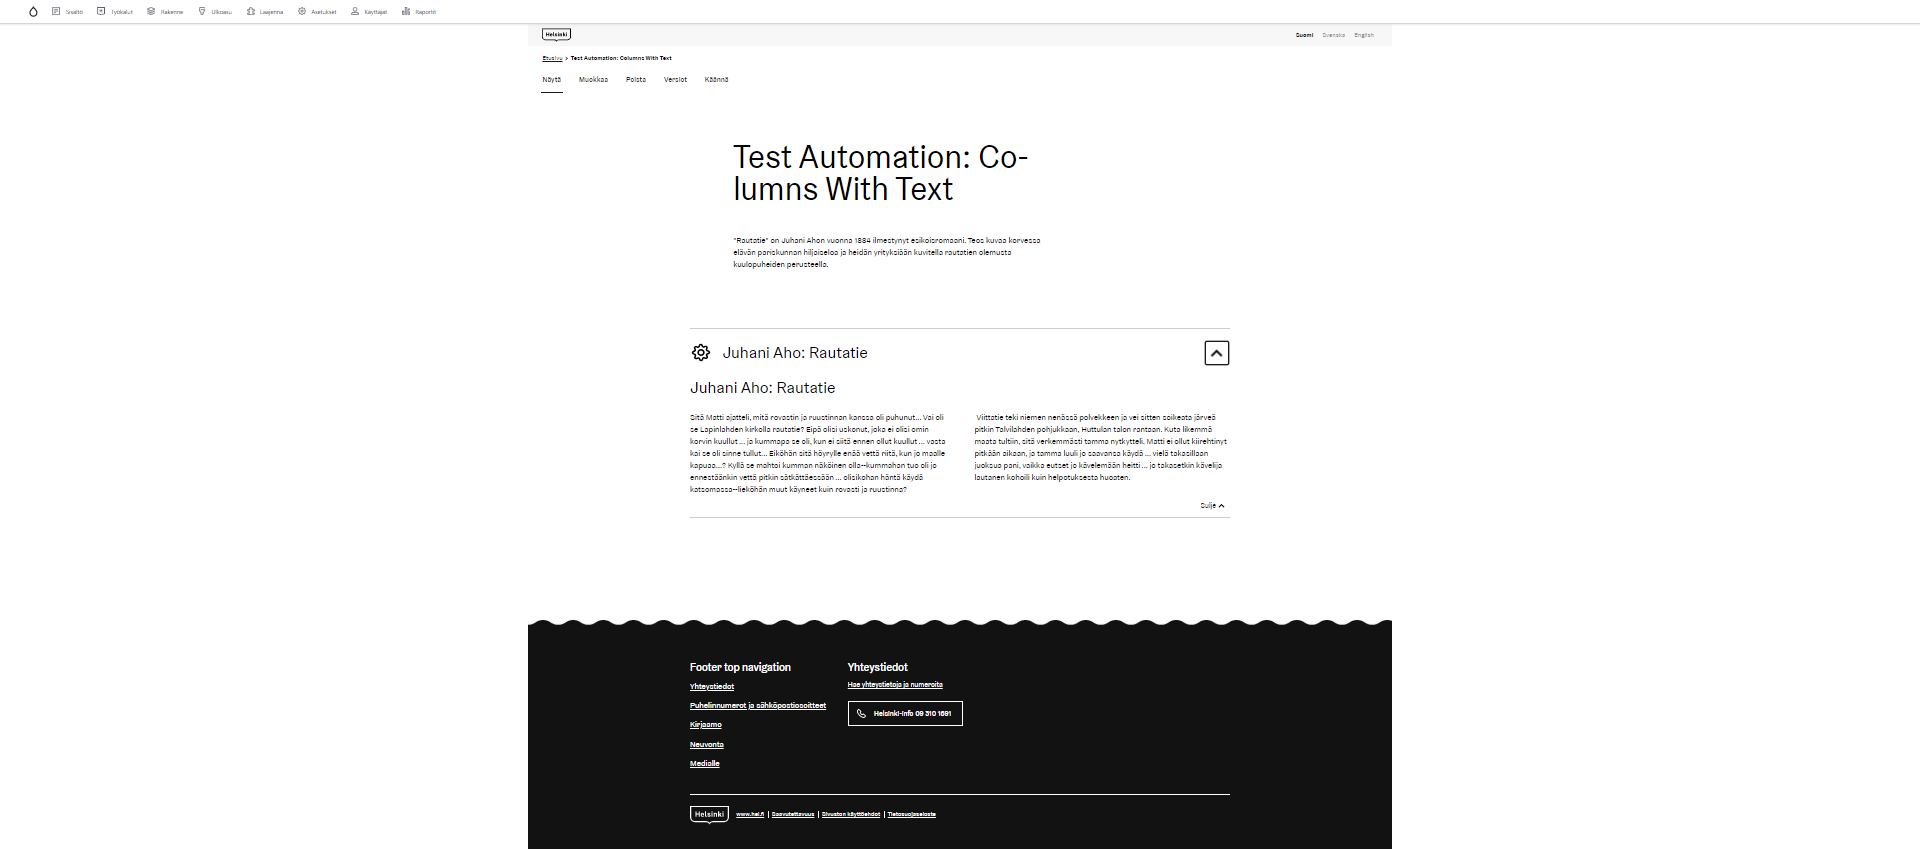 Sisältö Työkalut Rakenne Ulkoasu Laajenna Asetukset Käyttäjät Raportit
Helsinki Suomi Svenska English
Etusivu > Test Automation: Columns With Text
Näytä Muokkaa Poista Versiot Käännä
Test Automation: Co-
lumns With Text
"Rautatie" on Juhani Ahon vuonna 1884 ilmestynyt esikoisromaani. Teos kuvaa korvessa
elävän pariskunnan hiljaiseloa ja heidän yrityksiään kuvitella rautatien olemusta
kuulopuheiden perusteella.
Juhani Aho: Rautatie
Juhani Aho: Rautatie
Sitä Matti ajatteli, mitä rovastin ja ruustinnan kanssa oli puhunut... Vai oli
se Lapinlahden kirkolla rautatie? Eipä olisi uskonut, joka ei olisi omin
korvin kuullut ... ja kummapa se oli, kun ei siitä ennen ollut kuullut ... vasta
kai se oli sinne tullut... Eiköhän sitä höyrylle enää vettä riitä, kun jo maalle
kapuaa...? Kyllä se mahtoi kumman näköinen olla--kummahan tuo oli jo
ennestäänkin vettä pitkin sätkättäessään ... olisikohan häntä käydä
katsomassa--lieköhän muut käyneet kuin rovasti ja ruustinna?
Viittatie teki niemen nenässä polvekkeen ja vei sitten soikeata järveä
pitkin Talvilahden pohjukkaan, Huttulan talon rantaan. Kuta likemmä
maata tultiin, sitä verkemmästi tamma nytkytteli. Matti ei ollut kiirehtinyt
pitkään aikaan, ja tamma luuli jo saavansa käydä ... vielä takasillaan
juoksua pani, vaikka eutset jo kävelemään heitti ... jo takasetkin kävelijä
lautanen kohoili kuin helpotuksesta huoaten.
Sulje
Footer top navigation
Yhteystiedot
Puhelinnumerot ja sähköpostiosoitteet
Kirjaamo
Neuvonta
Medialle
Yhteystiedot
Hae yhteystietoja ja numeroita
Helsinki-info 09 310 1691
Helsinki www.hel.fi Saavutettavuus Sivuston käyttöehdot Tietosuojaseloste